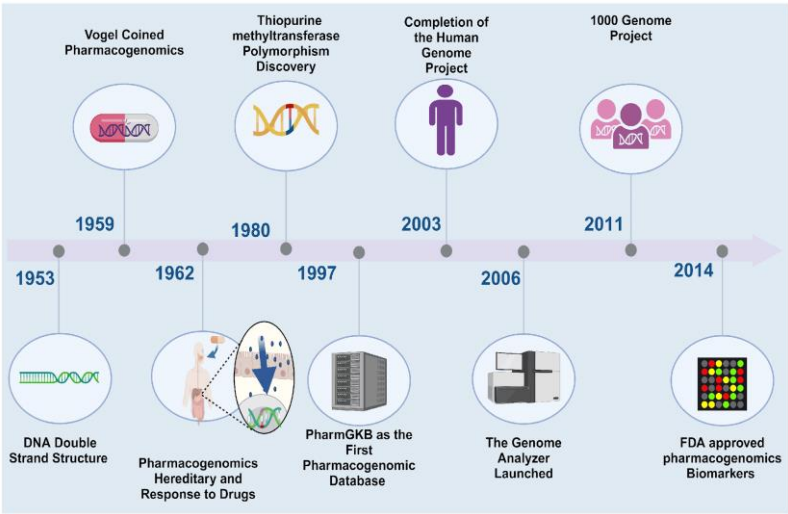 Vogel Coined
Pharmacogenomics
Thiopurine
methyltransferase
Polymorphism
Discovery
Completion of
the Human
Genome
Project
1000 Genome
Project
1959
1980
2003
2011
1953
1962
1997
2006
2014
DNA Double
Strand Structure
Pharmacogenomics
Hereditary and
Response to Drugs
PharmGKB as the
First
Pharmacogenomic
Database
The Genome
Analyzer
Launched
FDA approved
pharmacogenomics
Biomarkers